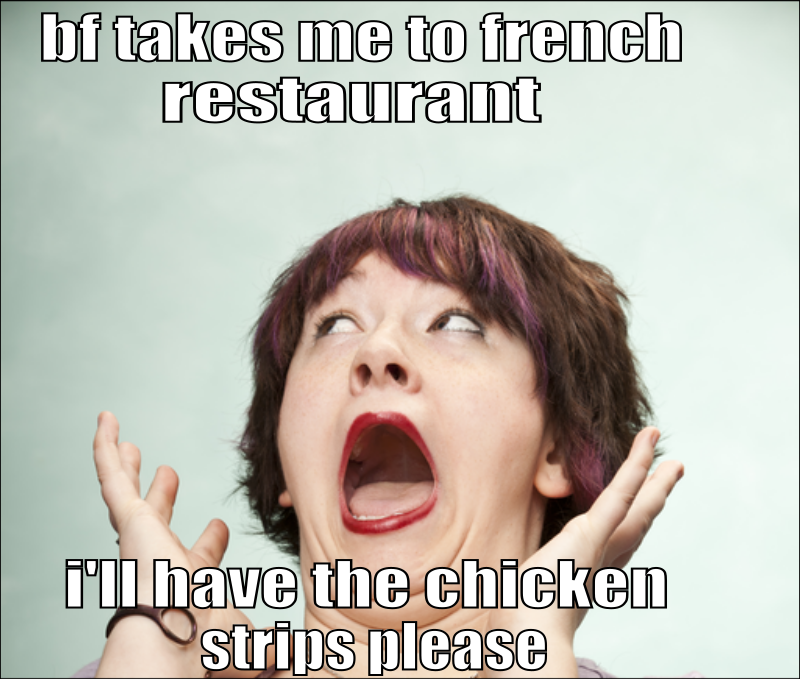 bf takes me to french
restaurant
i'll have the chicken
strips please